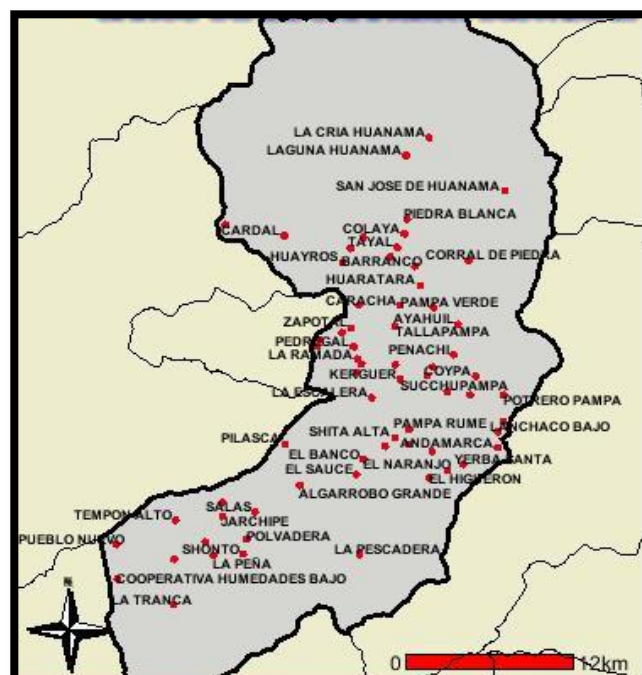 LA CRIA HUANAMA
LAGUNA HUANAMA
SAN JOSE DE HUANAMA
PIEDRA BLANCA
CARDAL
COLAYA
TAYAL
HUAYROS
BARRANCO
CORRAL DE PIEDRA
HUARATARA
CARACHA
PAMPA VERDE
ZAPOTAL
AYAHUIL
TALLAPAMPA
PEDREGAL
LA RAMADA
PENACHI
KERGUER
COYPA
SUCCHUPAMPA
LA ESCALERA
POTRERO PAMPA
PILASCA
SHITA ALTA
PAMPA RUME
LANCHACO BAJO
ANDAMARCA
EL BANCO
EL NARANJO
YERBA SANTA
EL SAUCE
EL HIGUERON
ALGARROBO GRANDE
SALAS
TEMPON ALTO
JARCHIPE
PUEBLO NUEVO
POLVADERA
SHONTO
LA PEÑA
LA PESCADERA
COOPERATIVA HUMEDADES BAJO
LA TRANCA
N
0 12km